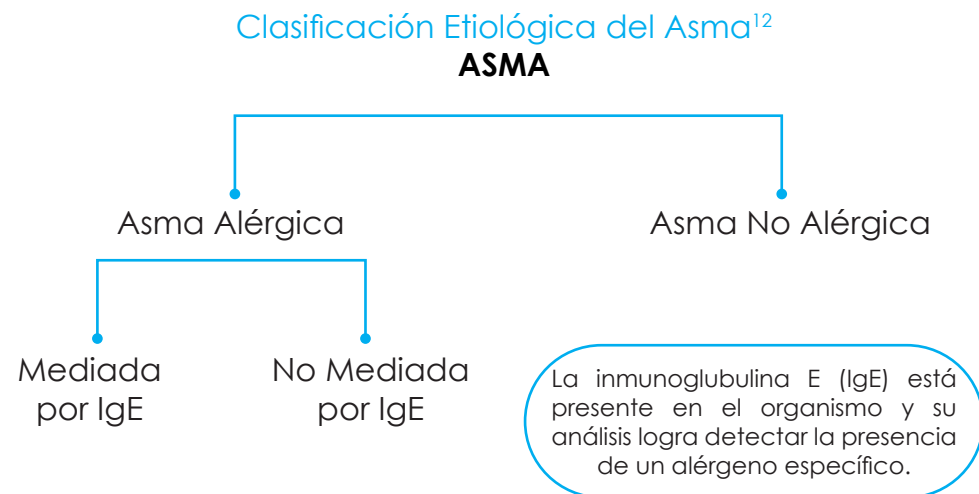 Clasificación Etiológica del Asma¹²
ASMA
Asma Alérgica
Asma No Alérgica
Mediada
por IgE
No Mediada
por IgE
La inmunoglubulina E (IgE) está
presente en el organismo y su
análisis logra detectar la presencia
de un alérgeno específico.